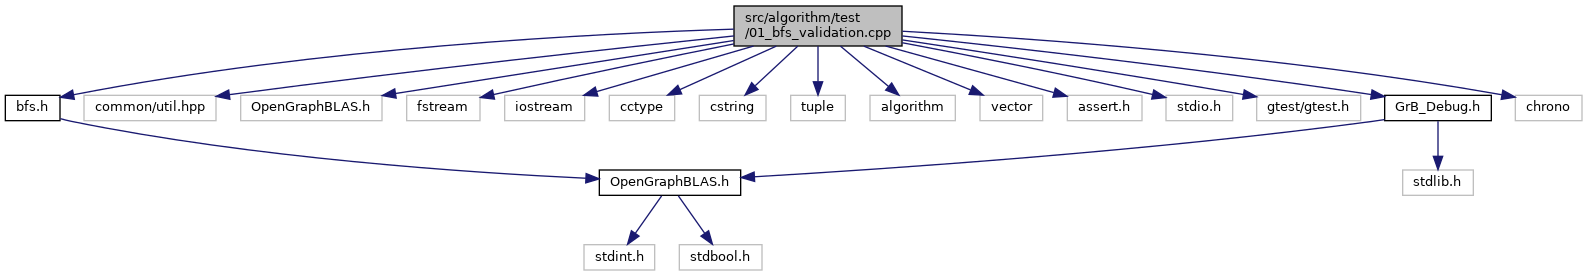 src/algorithm/test
/01_bfs_validation.cpp
bfs.h
common/util.hpp
OpenGraphBLAS.h
fstream
iostream
cctype
cstring
tuple
algorithm
vector
assert.h
stdio.h
gtest/gtest.h
GrB_Debug.h
chrono
OpenGraphBLAS.h
stdlib.h
stdint.h
stdbool.h